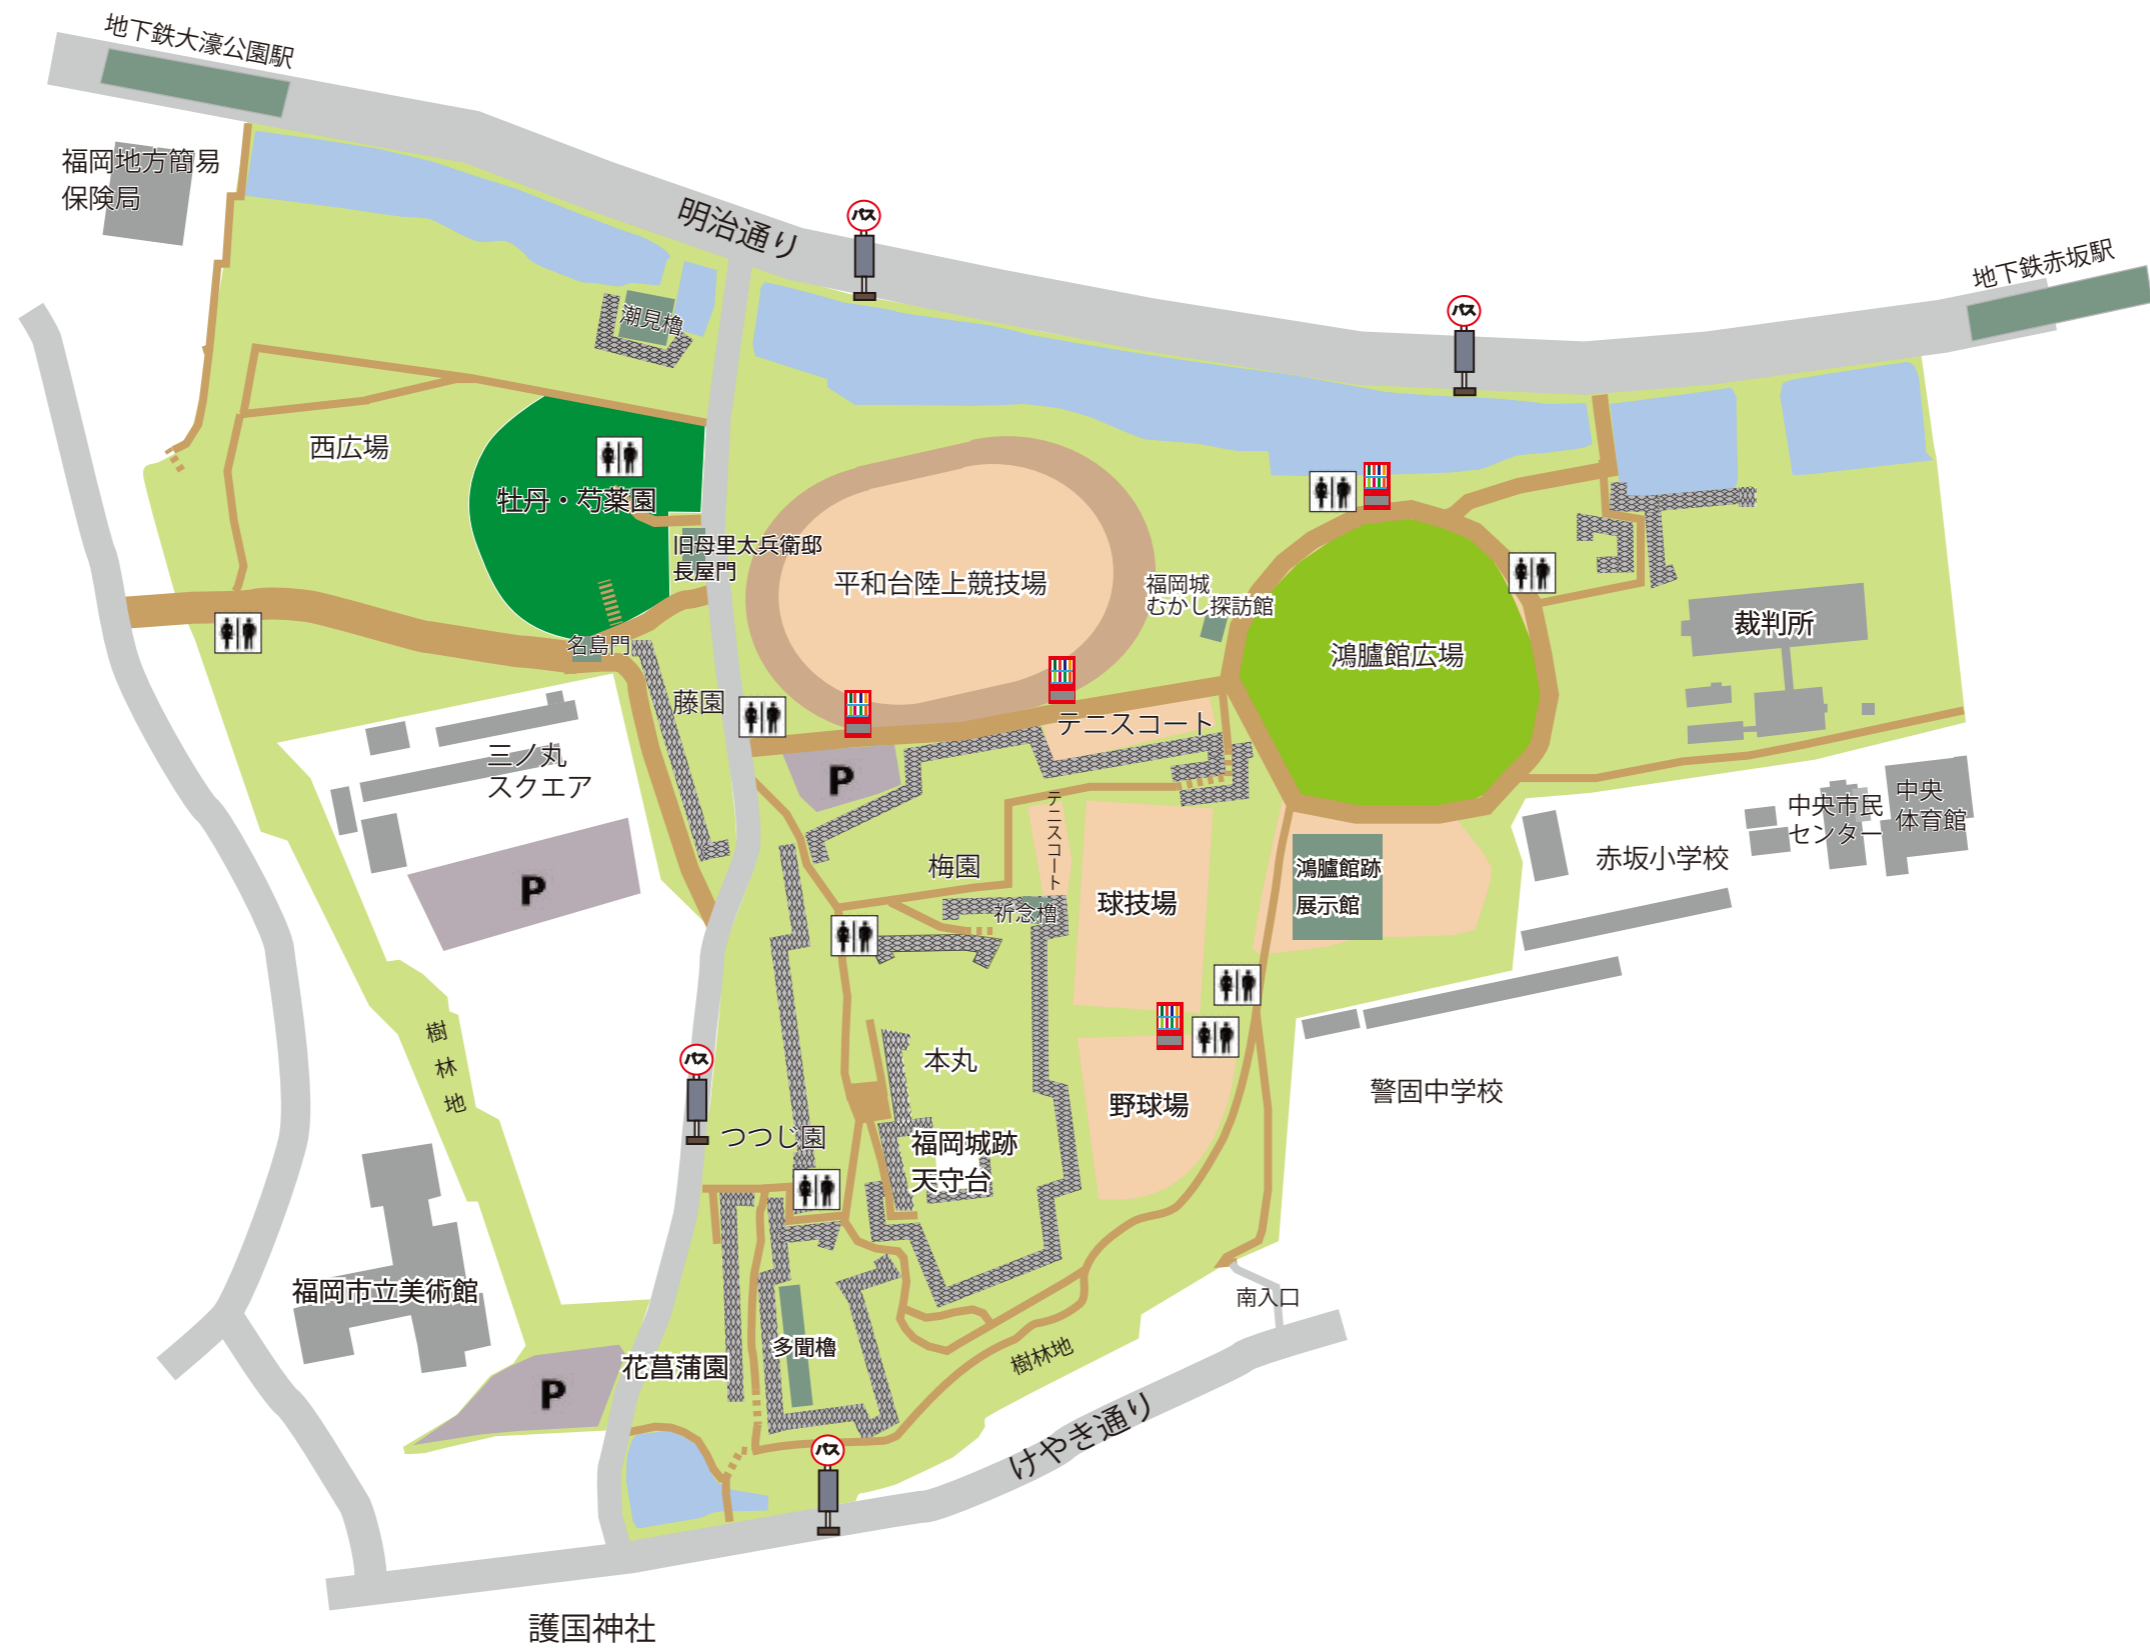 地下鉄大濠公園駅
福岡地方簡易
保険局
明治通り
バス
バス
地下鉄赤坂駅
潮見櫓
西広場
牡丹・芍薬園
旧母里太兵衛邸
長屋門
平和台陸上競技場
福岡城
むかし探訪館
鴻臚館広場
裁判所
名島門
藤園
テニスコート
三ノ丸
スクエア
P
P
テニスコート
梅園
祈念櫓
球技場
鴻臚館跡
展示館
中央市民
センター
中央
体育館
赤坂小学校
樹林地
バス
本丸
野球場
警固中学校
つつじ園
福岡城跡
天守台
福岡市立美術館
南入口
多聞櫓
花菖蒲園
P
樹林地
バス
けやき通り
護国神社